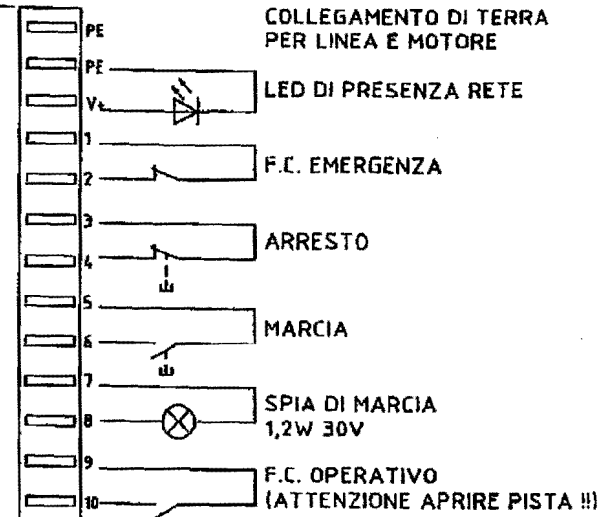 PE
COLLEGAMENTO DI TERRA
PER LINEA E MOTORE
PE
LED DI PRESENZA RETE
V+
1
F.C. EMERGENZA
2
3
ARRESTO
4
5
MARCIA
6
7
SPIA DI MARCIA
8
1,2W 30V
9
F.C. OPERATIVO
10
(ATTENZIONE APRIRE PISTA !!)